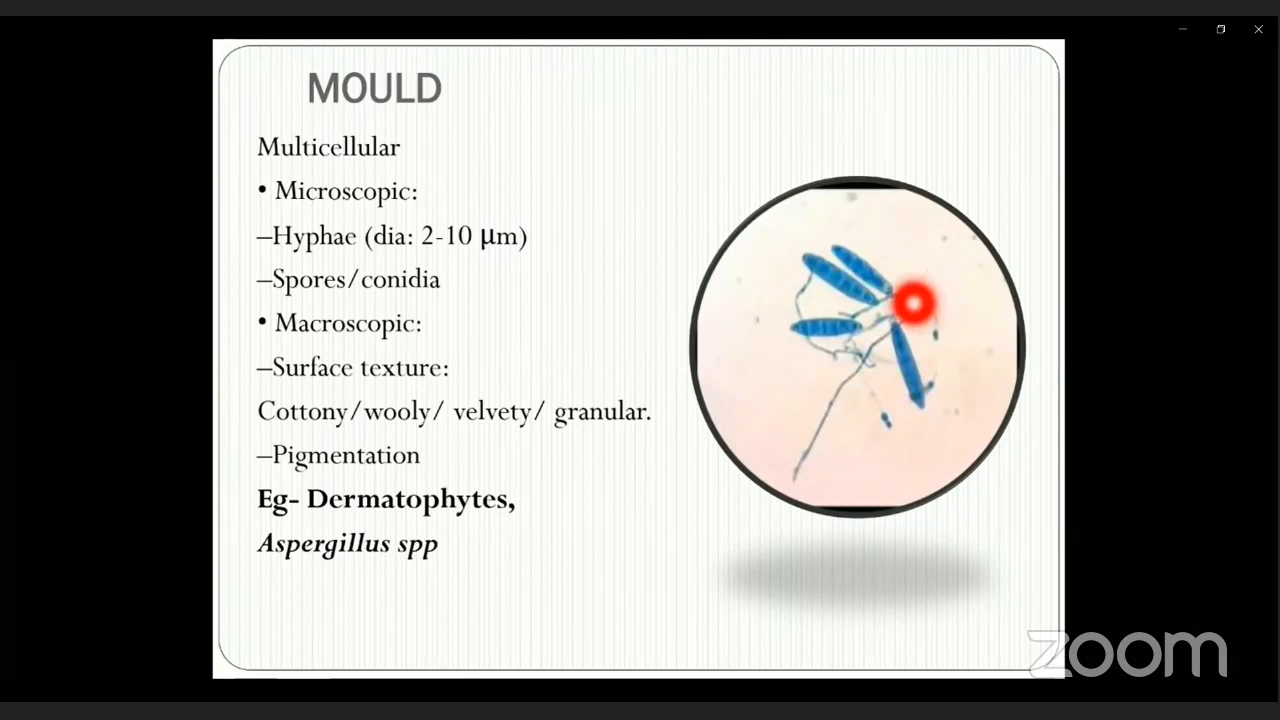 MOULD
Multicellular
• Microscopic:
–Hyphae (dia: 2-10 µm)
–Spores/conidia
• Macroscopic:
–Surface texture:
Cottony/wooly/ velvety/ granular.
–Pigmentation
Eg- Dermatophytes,
Aspergillus spp
zoom